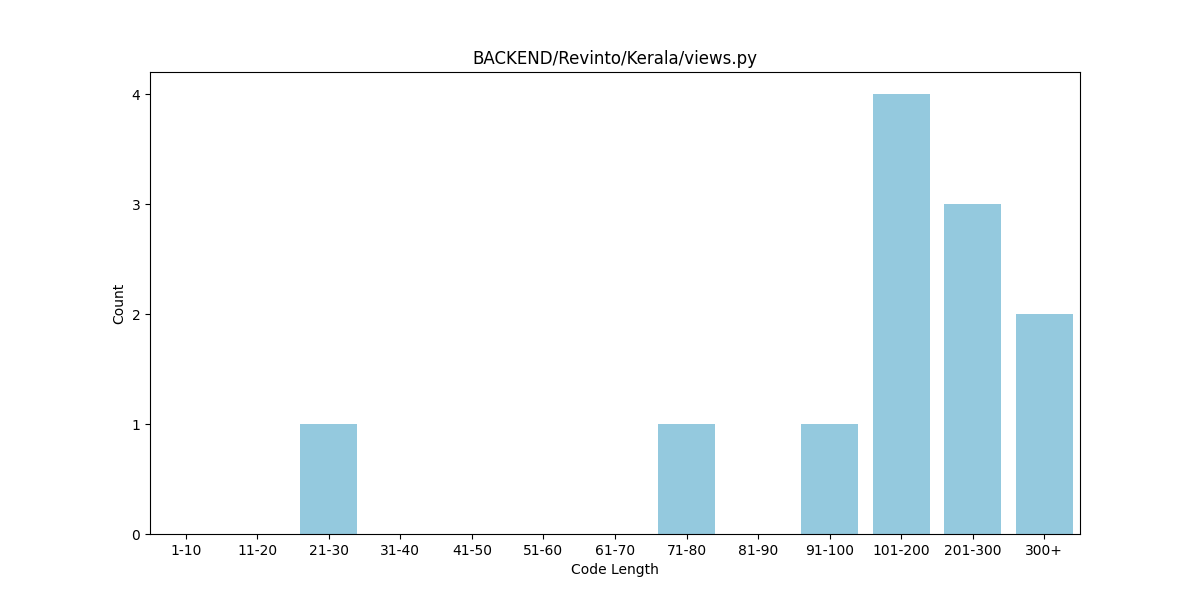 BACKEND/Revinto/Kerala/views.py
4
3
2
1
0
Count
1-10 11-20 21-30 31-40 41-50 51-60 61-70 71-80 81-90 91-100 101-200 201-300 300+
Code Length